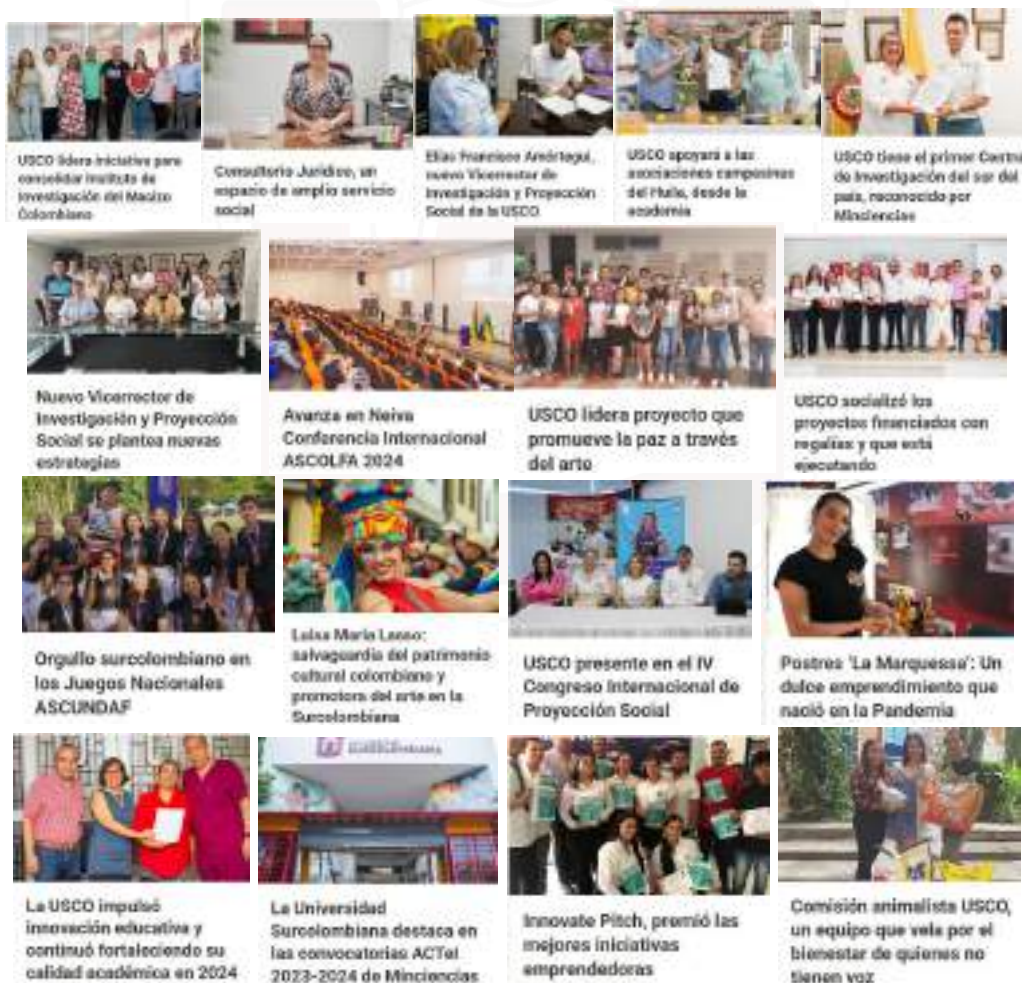 USCO lidera iniciativa para
consolidar Instituto de
Investigación del Macizo
Colombiano
Consultorio Jurídico, un
espacio de amplio servicio
social
Elías Francisco Amórtegui,
nuevo Vicerrector de
Investigación y Proyección
Social de la USCO
USCO apoyará a las
asociaciones campesinas
del Huila, desde la
academia
USCO tiene el primer Centro
de Investigación del sur del
país, reconocido por
Minciencias
Nuevo Vicerrector de
Investigación y Proyección
Social se plantea nuevas
estrategias
Avanza en Neiva
Conferencia Internacional
ASCOLFA 2024
USCO lidera proyecto que
promueve la paz a través
del arte
USCO socializó los
proyectos financiados con
regalías y que está
ejecutando
Orgullo surcolombiano en
los Juegos Nacionales
ASCUNDAF
Luisa María Lasso:
salvaguardia del patrimonio
cultural colombiano y
promotora del arte en la
Surcolombiana
USCO presente en el IV
Congreso Internacional de
Proyección Social
Postres 'La Marquessa': Un
dulce emprendimiento que
nació en la Pandemia
La USCO impulsó
innovación educativa y
continuó fortaleciendo su
calidad académica en 2024
La Universidad
Surcolombiana destaca en
las convocatorias ACTeI
2023-2024 de Minciencias
Innovate Pitch, premió las
mejores iniciativas
emprendedoras
Comisión animalista USCO,
un equipo que vela por el
bienestar de quienes no
tienen voz